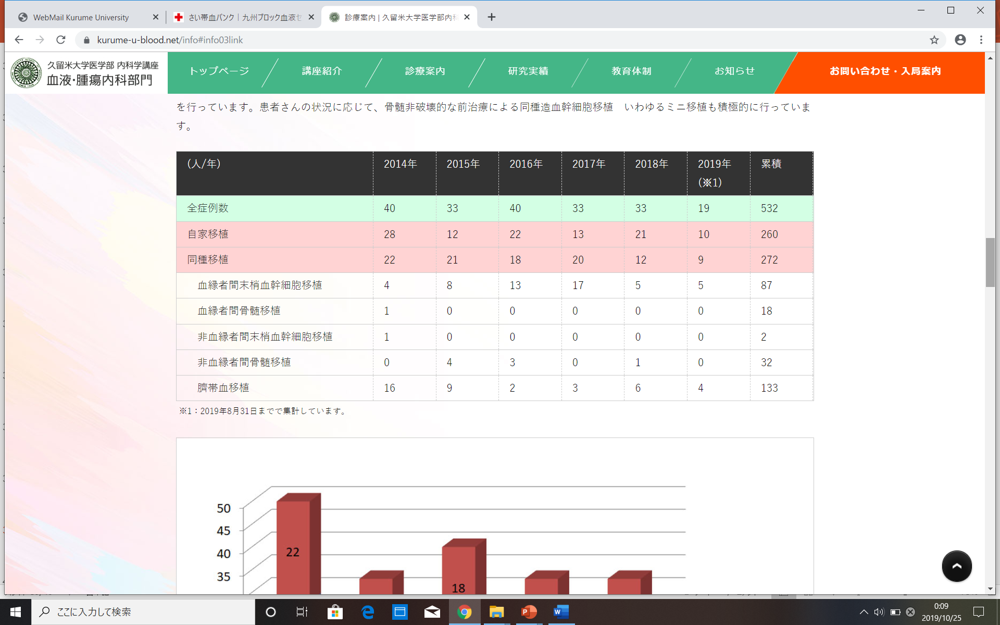 WebMail Kurume University
さい帯血バンク｜九州ブロック血液セ
診療案内 | 久留米大学医学部内科
kurume-u-blood.net/info#info03link
久留米大学医学部 内科学講座
血液・腫瘍内科部門
トップページ 講座紹介 診療案内 研究実績 教育体制 お知らせ お問い合わせ・入局案内
を行っています。患者さんの状況に応じて、骨髄非破壊的な前治療による同種造血幹細胞移植　いわゆるミニ移植も積極的に行っていま
す。
(人/年) 2014年 2015年 2016年 2017年 2018年 2019年 累積
(※1)
全症例数 40 33 40 33 33 19 532
自家移植 28 12 22 13 21 10 260
同種移植 22 21 18 20 12 9 272
血縁者間末梢血幹細胞移植 4 8 13 17 5 5 87
血縁者間骨髄移植 1 0 0 0 0 0 18
非血縁者間末梢血幹細胞移植 1 0 0 0 0 0 2
非血縁者間骨髄移植 0 4 3 0 1 0 32
臍帯血移植 16 9 2 3 6 4 133
※1：2019年8月31日までで集計しています。
50
45
40
35
22
18
ここに入力して検索
0:09
2019/10/25